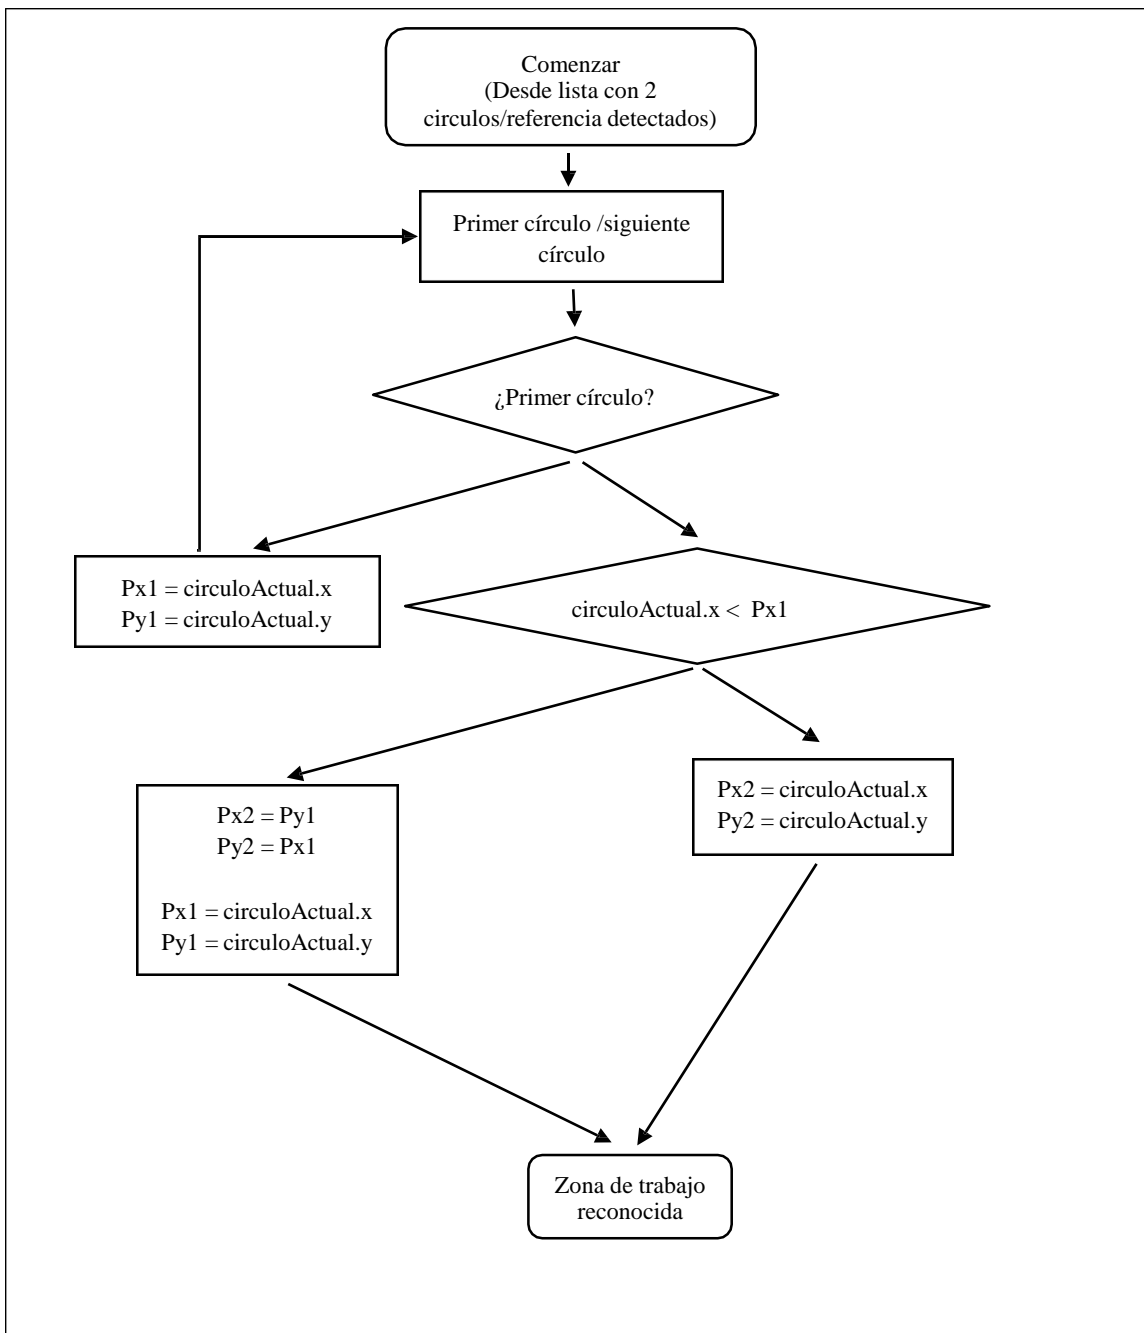 Comenzar
(Desde lista con 2
circulos/referencia detectados)
Primer círculo /siguiente
círculo
¿Primer círculo?
Px1 = circuloActual.x
Py1 = circuloActual.y
circuloActual.x < Px1
Px2 = Py1
Py2 = Px1
Px1 = circuloActual.x
Py1 = circuloActual.y
Px2 = circuloActual.x
Py2 = circuloActual.y
Zona de trabajo
reconocida